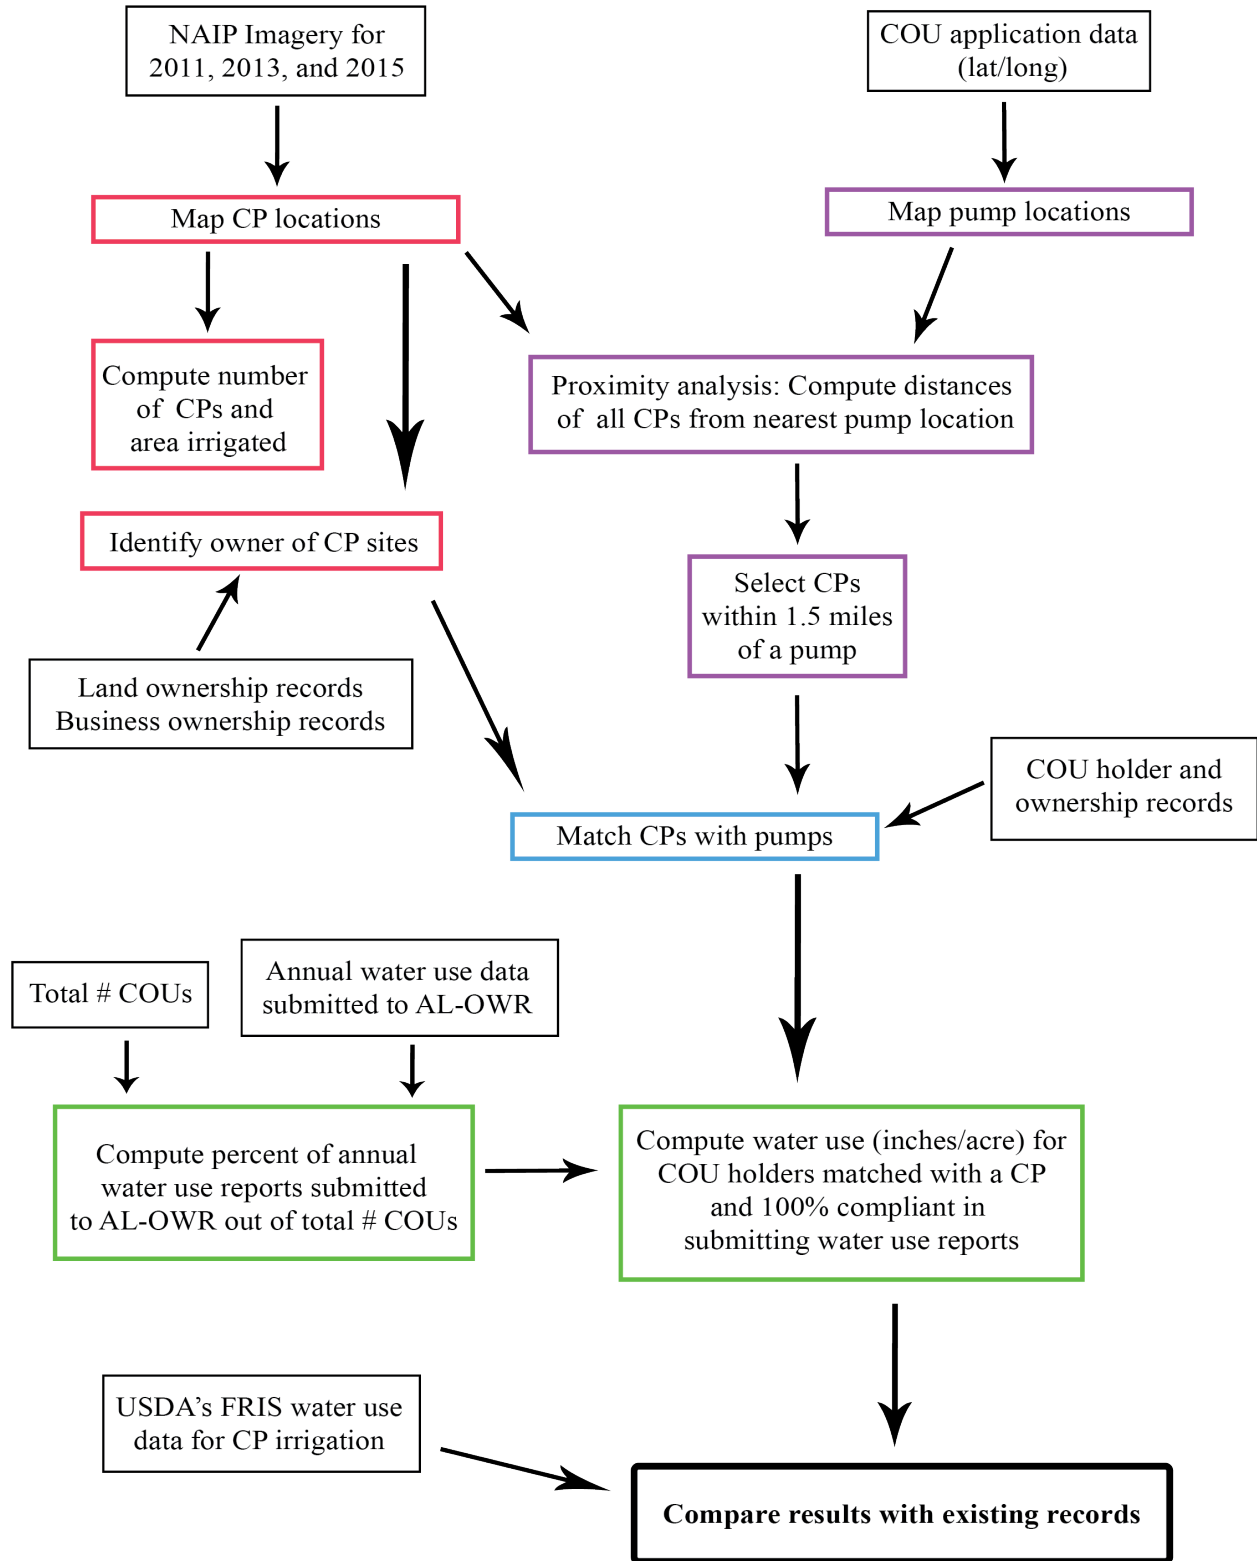 NAIP Imagery for
2011, 2013, and 2015
COU application data
(lat/long)
Map CP locations
Map pump locations
Compute number
of CPs and
area irrigated
Proximity analysis: Compute distances
of all CPs from nearest pump location
Identify owner of CP sites
Select CPs
within 1.5 miles
of a pump
Land ownership records
Business ownership records
COU holder and
ownership records
Match CPs with pumps
Total # COUs
Annual water use data
submitted to AL-OWR
Compute percent of annual
water use reports submitted
to AL-OWR out of total # COUs
Compute water use (inches/acre) for
COU holders matched with a CP
and 100% compliant in
submitting water use reports
USDA’s FRIS water use
data for CP irrigation
Compare results with existing records